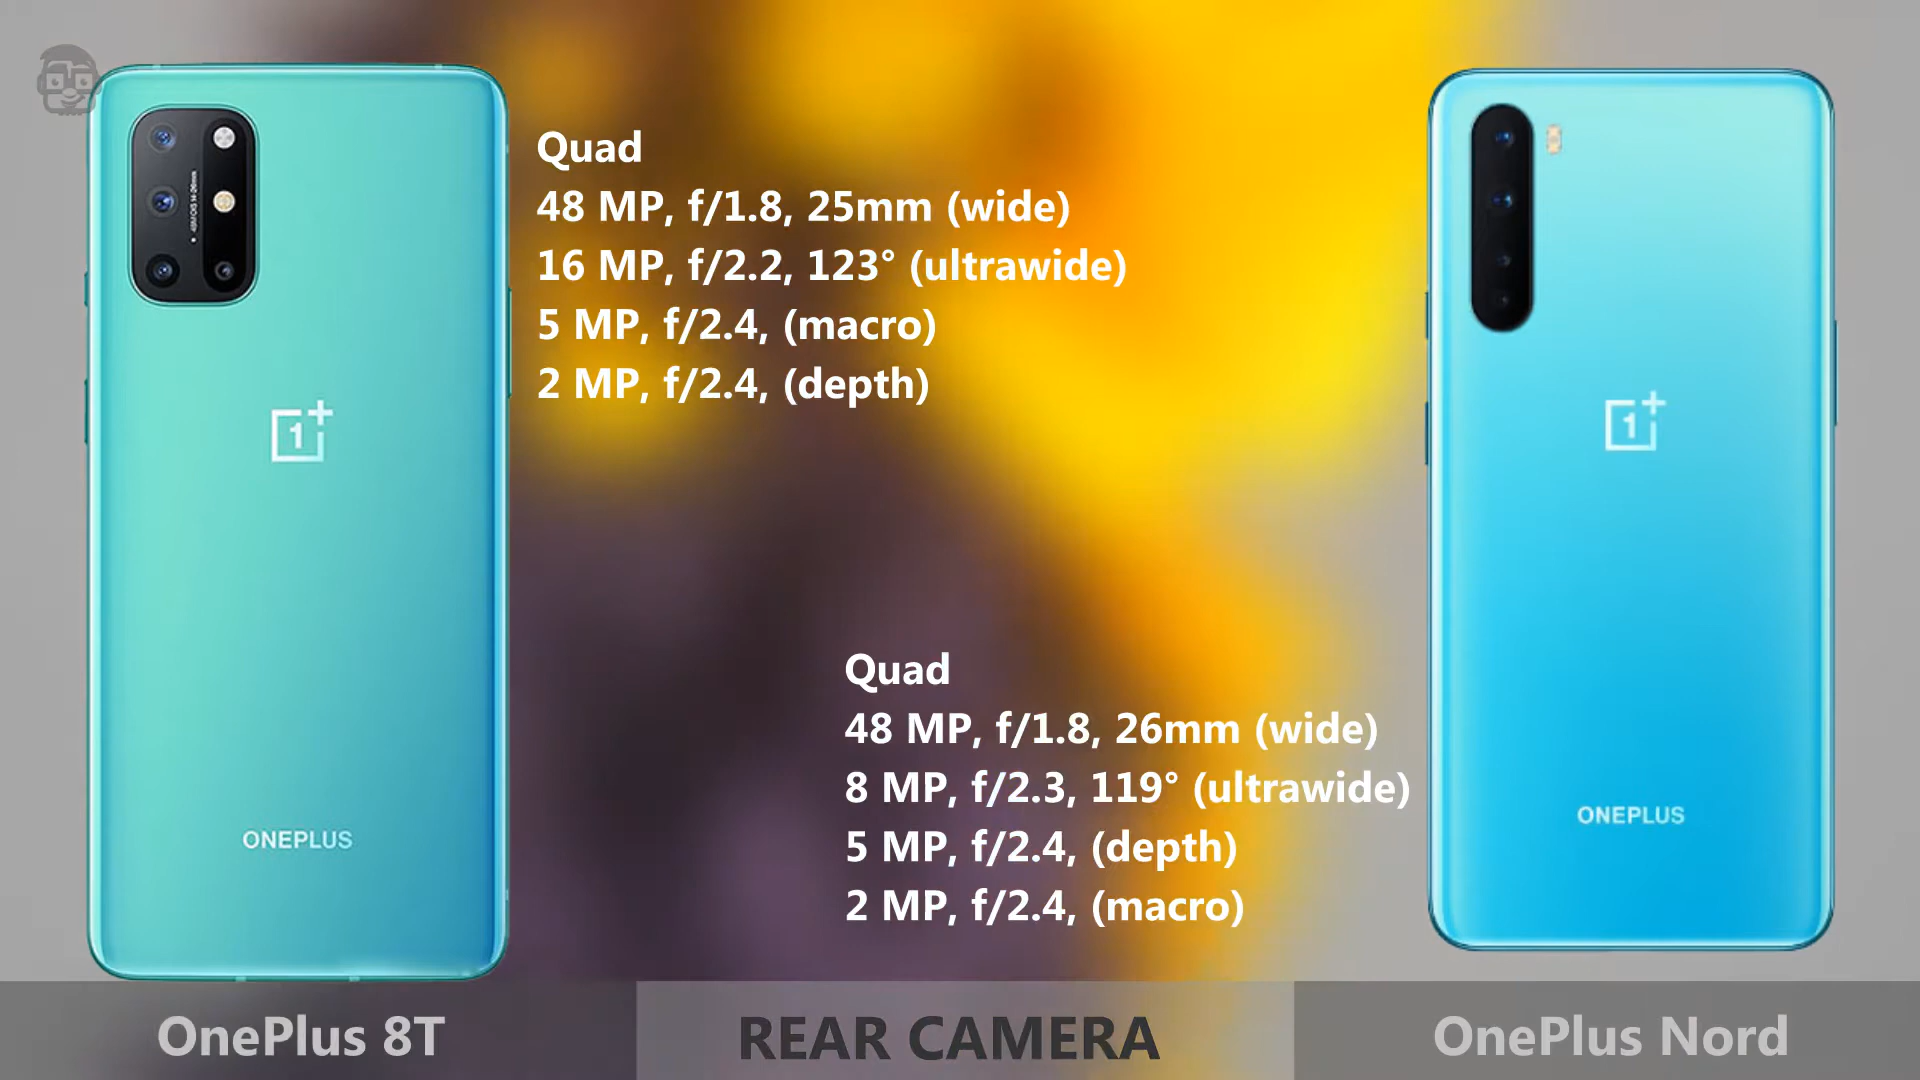 Quad
48 MP, f/1.8, 25mm (wide)
16 MP, f/2.2, 123° (ultrawide)
5 MP, f/2.4, (macro)
2 MP, f/2.4, (depth)
1+
ONEPLUS
1+
ONEPLUS
Quad
48 MP, f/1.8, 26mm (wide)
8 MP, f/2.3, 119° (ultrawide)
5 MP, f/2.4, (depth)
2 MP, f/2.4, (macro)
OnePlus 8T
REAR CAMERA
OnePlus Nord